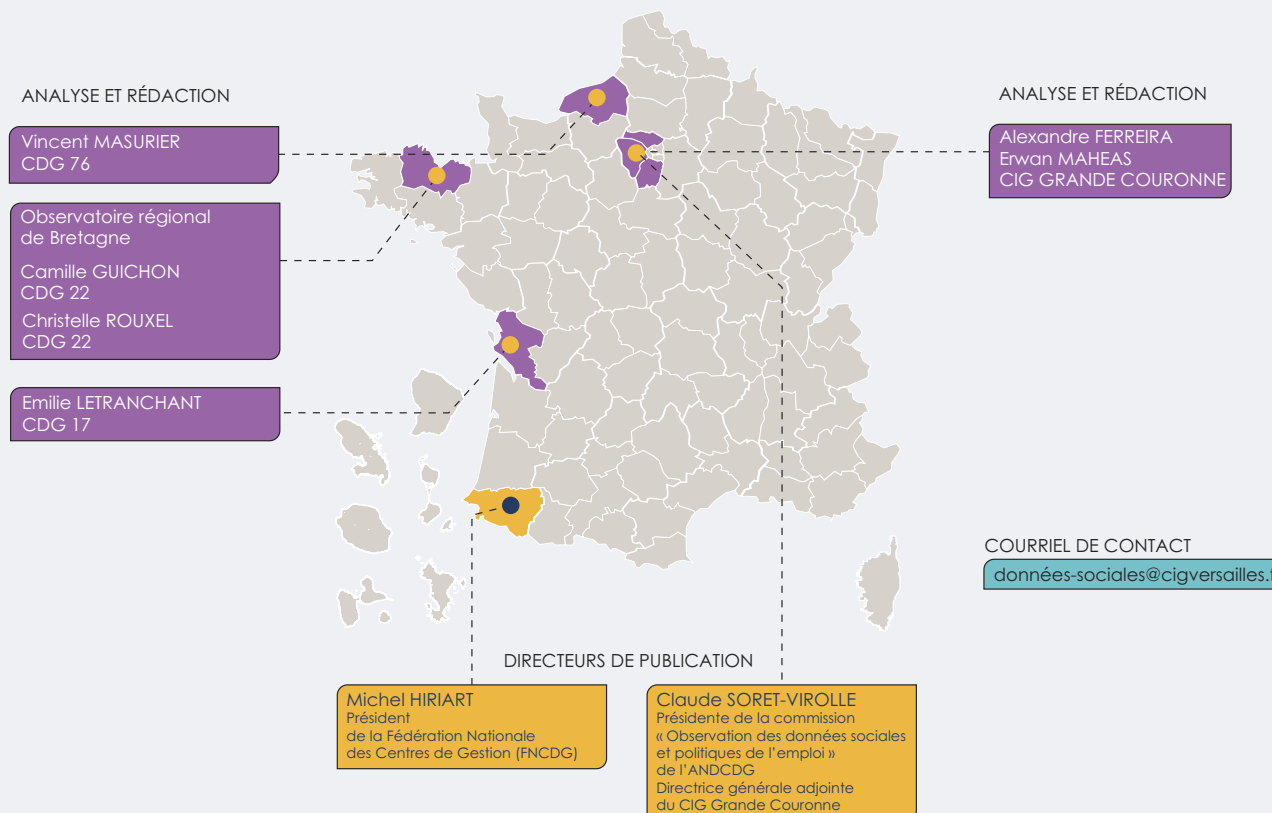 ANALYSE ET RÉDACTION
Vincent MASURIER
CDG 76
Observatoire régional
de Bretagne
Camille GUICHON
CDG 22
Christelle ROUXEL
CDG 22
Emilie LETRANCHANT
CDG 17
ANALYSE ET RÉDACTION
Alexandre FERREIRA
Erwan MAHEAS
CIG GRANDE COURONNE
COURRIEL DE CONTACT
données-sociales@cigversailles.f
DIRECTEURS DE PUBLICATION
Michel HIRIART
Président
de la Fédération Nationale
des Centres de Gestion (FNCDG)
Claude SORET-VIROLLE
Présidente de la commission
« Observation des données sociales
et politiques de l'emploi »
de l'ANDCDG
Directrice générale adjointe
du CIG Grande Couronne